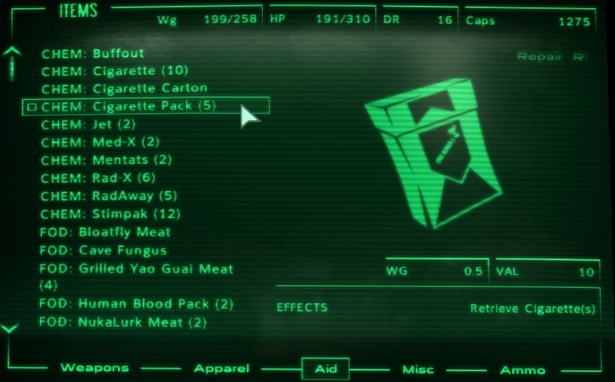 ITEMS
Wg 199/258 HP 191/310 DR 16 Caps 1275
Repair R)
CHEM: Buffout
CHEM: Cigarette (10)
CHEM: Cigarette Carton
CHEM: Cigarette Pack (5)
CHEM: Jet (2)
CHEM: Med-X (2)
CHEM: Mentats (2)
CHEM: Rad-X (6)
CHEM: RadAway (5)
CHEM: Stimpak (12)
FOD: Bloatfly Meat
FOD: Cave Fungus
FOD: Grilled Yao Guai Meat
(4)
FOD: Human Blood Pack (2)
FOD: NukaLurk Meat (2)
WG 0.5 VAL 10
EFFECTS Retrieve Cigarette(s)
Weapons Apparel Aid Misc Ammo